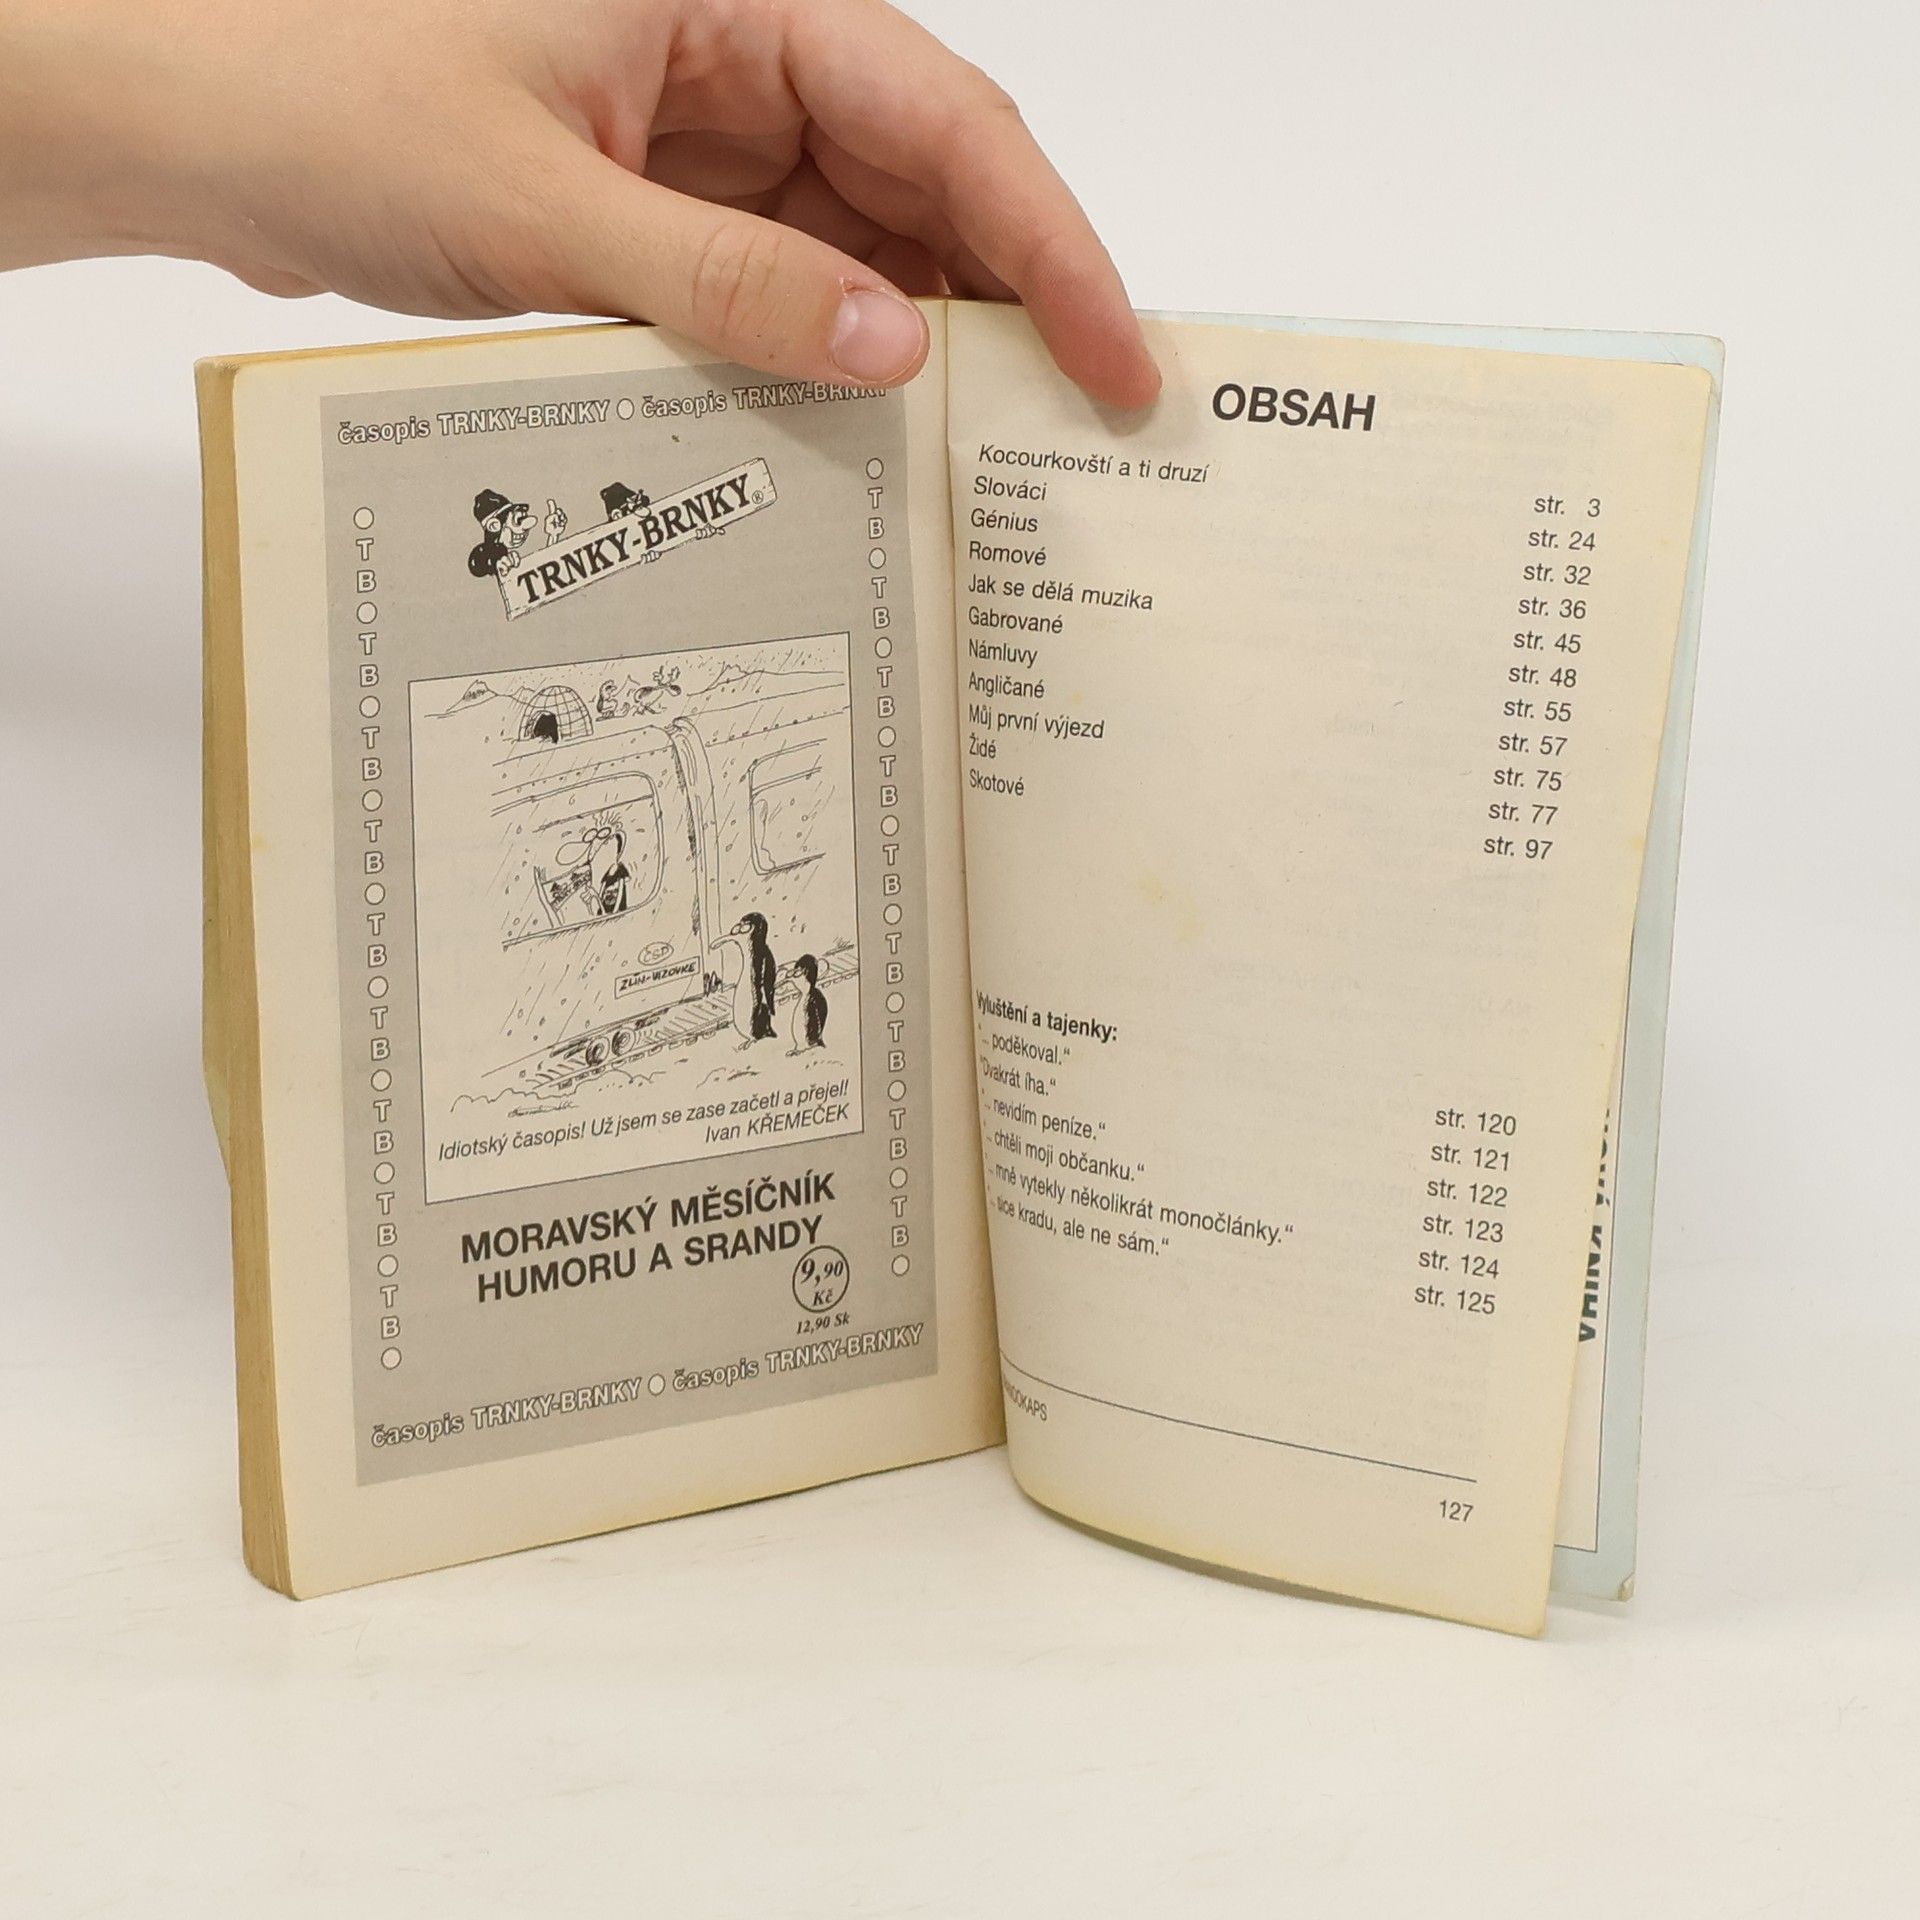 časopis TRNKY-BRNKY O časopis TRNKY-BRNKY
TRNKY-BRNKY®
O T B O T B O T B O T B O T B O T B O T B O T B O T B O
O T B O T B O T B O T B O T B O T B O T B O T B O T B O
ČSD
ZLÍN-VIZOVICE
Idiotský časopis! Už jsem se zase začetl a přejel!
Ivan KŘEMEČEK
MORAVSKÝ MĚSÍČNÍK
HUMORU A SRANDY
9,90
Kč
12,90 Sk
časopis TRNKY-BRNKY O časopis TRNKY-BRNKY
OBSAH
Kocourkovští a ti druzí str. 3
Slováci str. 24
Génius str. 32
Romové str. 36
Jak se dělá muzika str. 45
Gabrované str. 48
Námluvy str. 55
Angličané str. 57
Můj první výjezd str. 75
Židé str. 77
Skotové str. 97
Vyluštění a tajenky:
"... poděkoval.“ str. 120
"Dvakrát íha.“ str. 121
"... nevidím peníze.“ str. 122
"... chtěli moji občanku.“ str. 123
"... mně vytekly několikrát monočlánky.“ str. 124
"... sice kradu, ale ne sám.“ str. 125
127